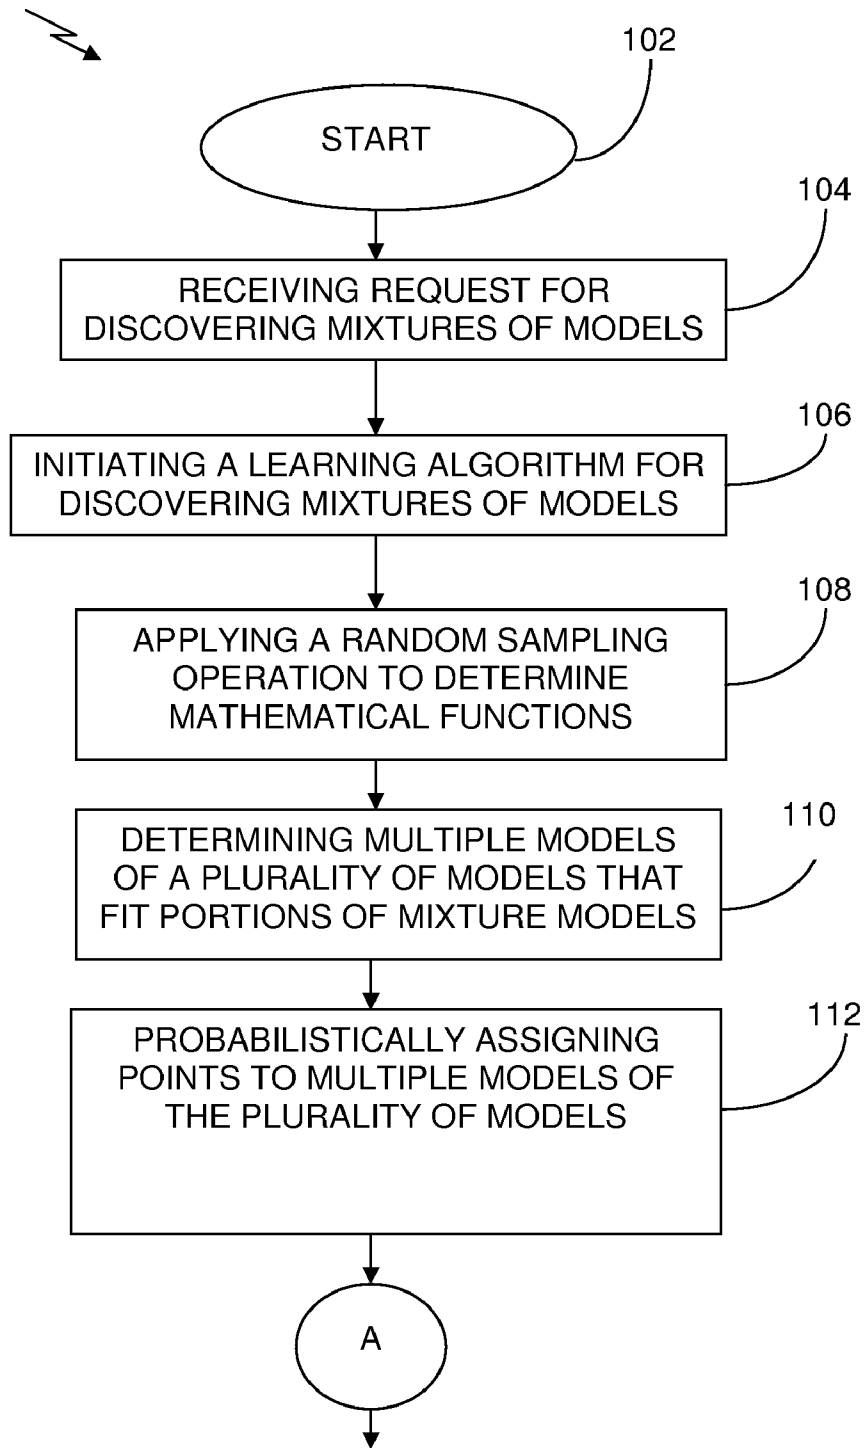 102
START
104
RECEIVING REQUEST FOR
DISCOVERING MIXTURES OF MODELS
106
INITIATING A LEARNING ALGORITHM FOR
DISCOVERING MIXTURES OF MODELS
108
APPLYING A RANDOM SAMPLING
OPERATION TO DETERMINE
MATHEMATICAL FUNCTIONS
110
DETERMINING MULTIPLE MODELS
OF A PLURALITY OF MODELS THAT
FIT PORTIONS OF MIXTURE MODELS
112
PROBABILISTICALLY ASSIGNING
POINTS TO MULTIPLE MODELS OF
THE PLURALITY OF MODELS
A